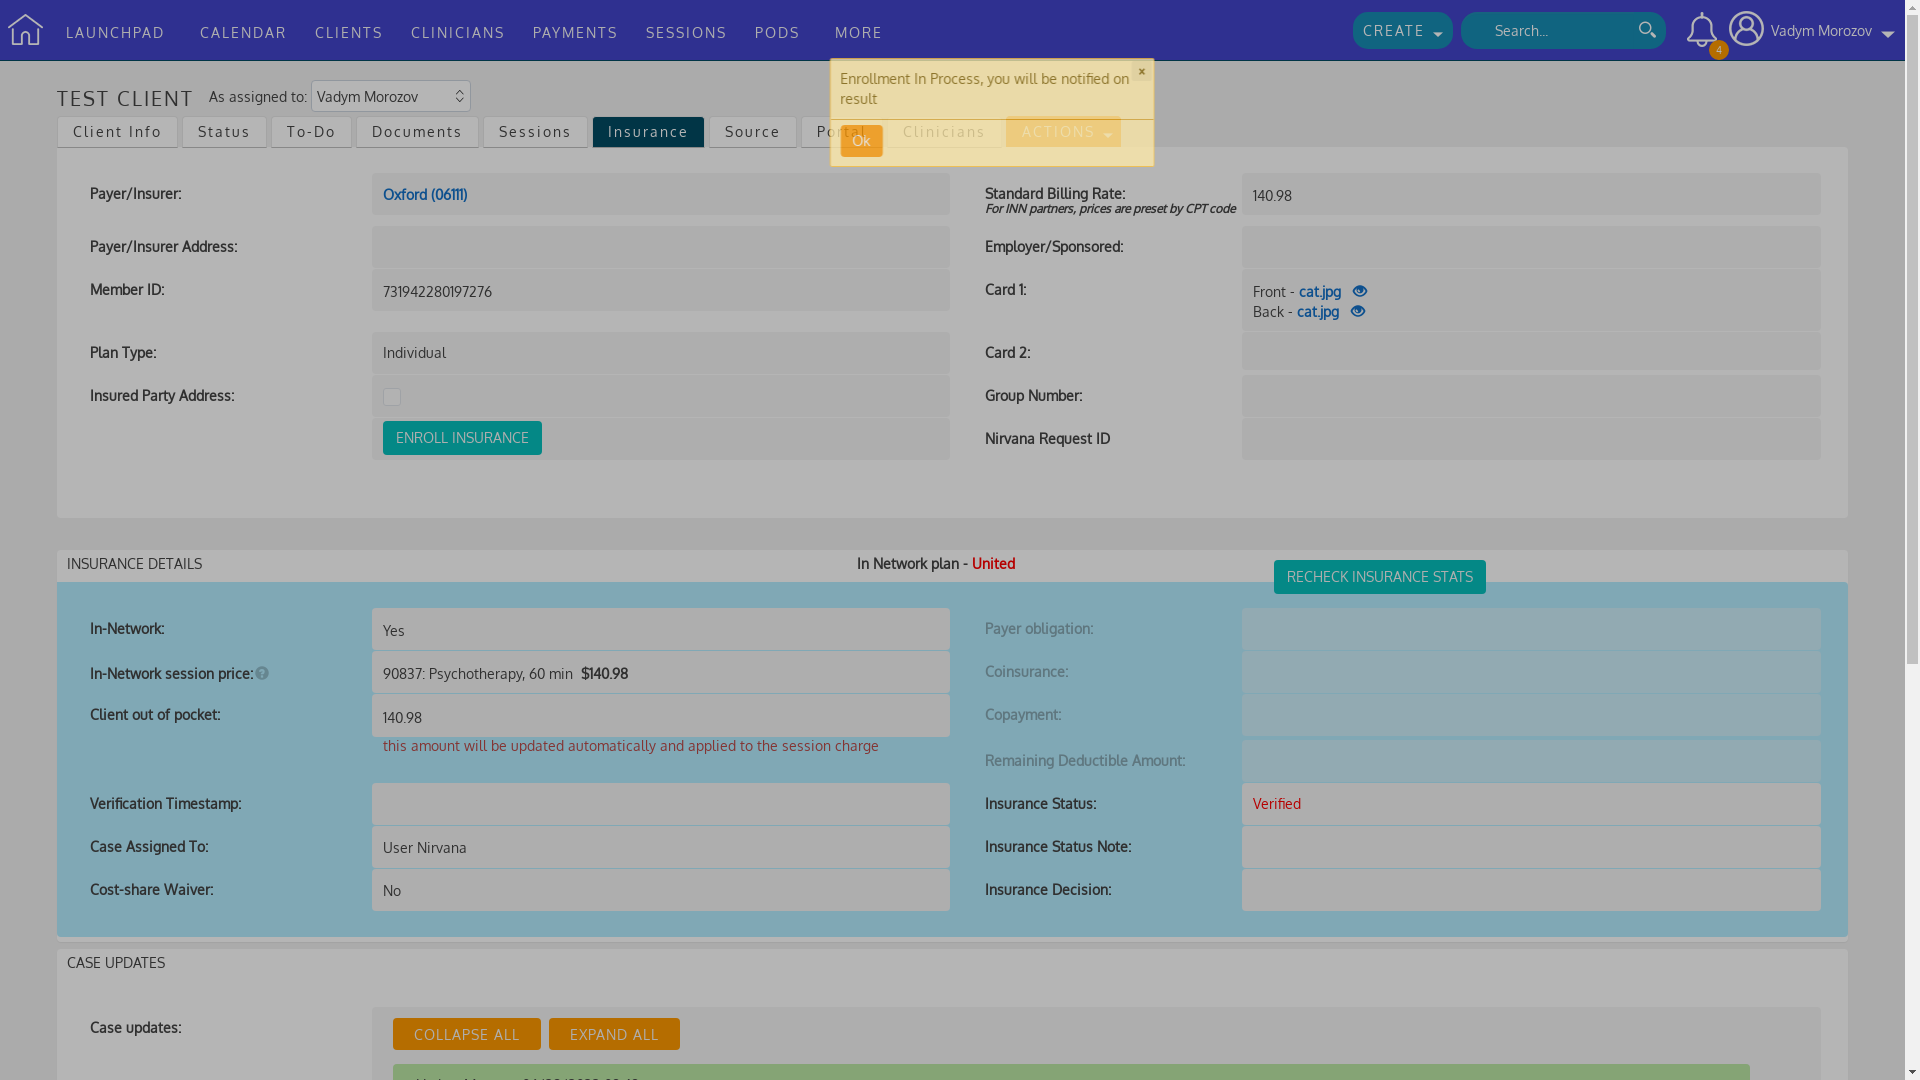 LAUNCHPAD CALENDAR CLIENTS CLINICIANS PAYMENTS SESSIONS PODS MORE CREATE Search... 4 Vadym Morozov
Enrollment In Process, you will be notified on
result
×
Ok
TEST CLIENT As assigned to: Vadym Morozov
Client Info Status To-Do Documents Sessions Insurance Source Portal Clinicians ACTIONS
Payer/Insurer: Oxford (06111) Standard Billing Rate: 140.98
For INN partners, prices are preset by CPT code
Payer/Insurer Address: Employer/Sponsored:
Member ID: 731942280197276 Card 1: Front - cat.jpg
Back - cat.jpg
Plan Type: Individual Card 2:
Insured Party Address: Group Number:
ENROLL INSURANCE Nirvana Request ID
INSURANCE DETAILS In Network plan - United RECHECK INSURANCE STATS
In-Network: Yes Payer obligation:
In-Network session price: ? 90837: Psychotherapy, 60 min $140.98 Coinsurance:
Client out of pocket: 140.98 Copayment:
this amount will be updated automatically and applied to the session charge
Remaining Deductible Amount:
Verification Timestamp: Insurance Status: Verified
Case Assigned To: User Nirvana Insurance Status Note:
Cost-share Waiver: No Insurance Decision:
CASE UPDATES
Case updates: COLLAPSE ALL EXPAND ALL